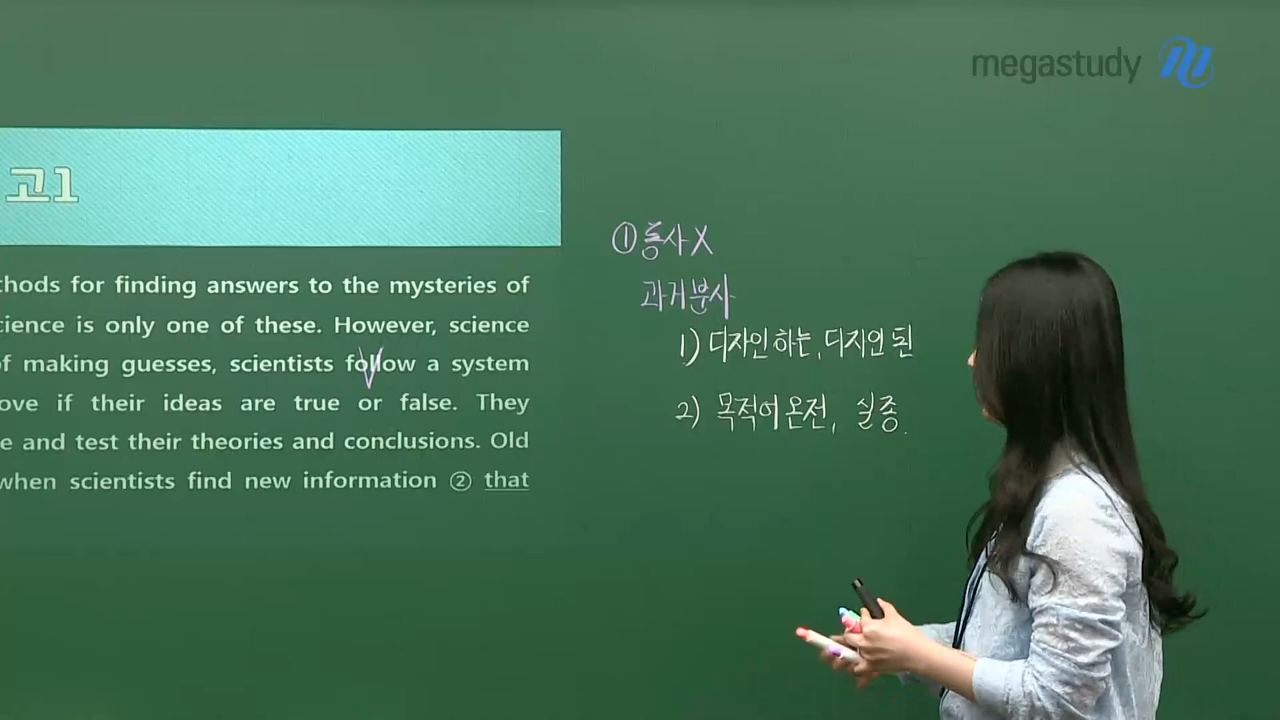 megastudy
고1
thods for finding answers to the mysteries of
cience is only one of these. However, science
of making guesses, scientists follow a system
ove if their ideas are true or false. They
e and test their theories and conclusions. Old
when scientists find new information ② that
① 동사 X
과거분사
1) 디자인 하는, 디자인 된
2) 목적어 온전, 실종.